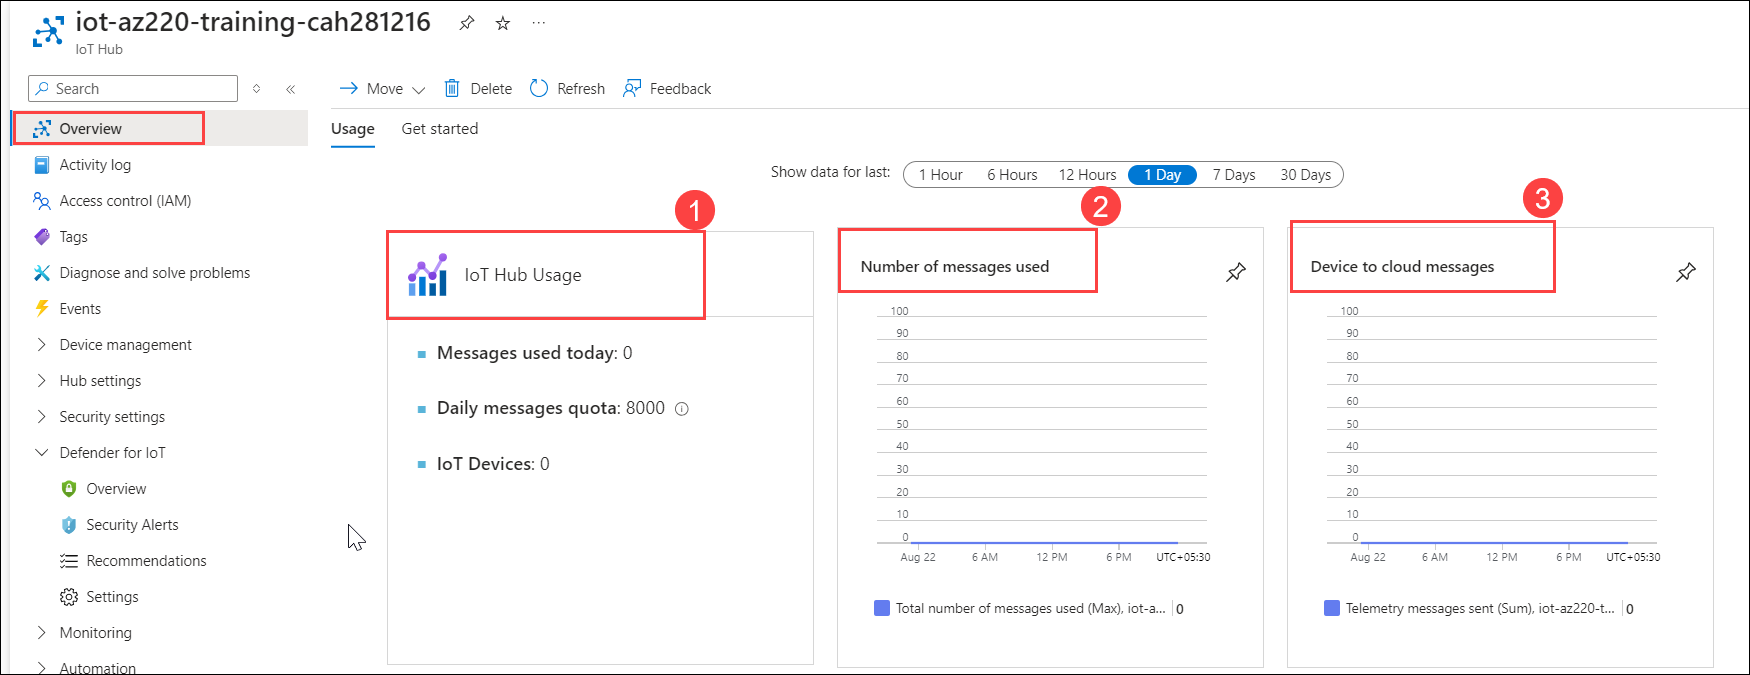 iot-az220-training-cah281216
IoT Hub
Search
Move
Delete
Refresh
Feedback
Overview
Activity log
Access control (IAM)
Tags
Diagnose and solve problems
Events
Device management
Hub settings
Security settings
Defender for IoT
Overview
Security Alerts
Recommendations
Settings
Monitoring
Automation
Usage
Get started
Show data for last:
1 Hour
6 Hours
12 Hours
1 Day
7 Days
30 Days
1
IoT Hub Usage
Messages used today: 0
Daily messages quota: 8000
IoT Devices: 0
2
Number of messages used
100
90
80
70
60
50
40
30
20
10
0
Aug 22
6 AM
12 PM
6 PM
UTC+05:30
Total number of messages used (Max), iot-a...
0
3
Device to cloud messages
100
90
80
70
60
50
40
30
20
10
0
Aug 22
6 AM
12 PM
6 PM
UTC+05:30
Telemetry messages sent (Sum), iot-az220-t...
0